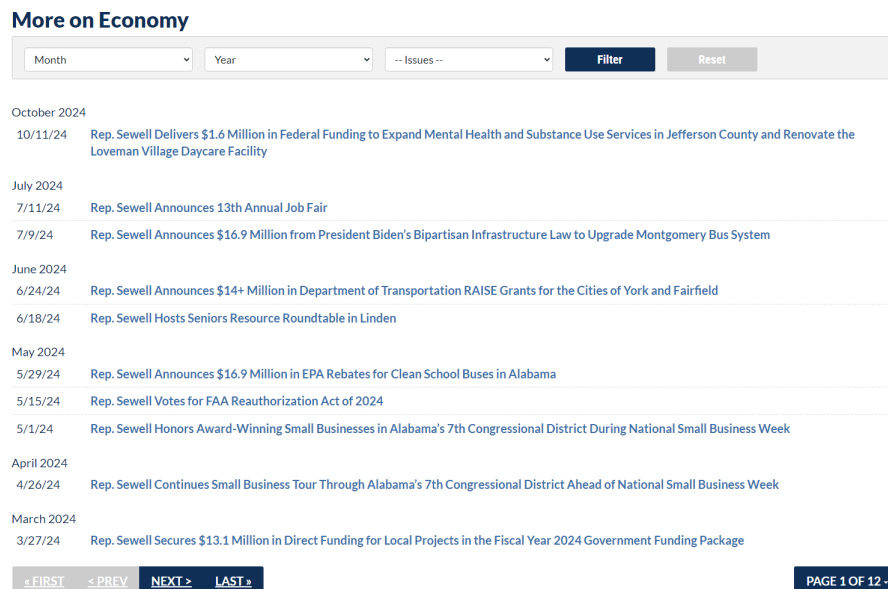 More on Economy
Month Year -- Issues -- Filter Reset
October 2024
10/11/24 Rep. Sewell Delivers $1.6 Million in Federal Funding to Expand Mental Health and Substance Use Services in Jefferson County and Renovate the
Loveman Village Daycare Facility
July 2024
7/11/24 Rep. Sewell Announces 13th Annual Job Fair
7/9/24 Rep. Sewell Announces $16.9 Million from President Biden’s Bipartisan Infrastructure Law to Upgrade Montgomery Bus System
June 2024
6/24/24 Rep. Sewell Announces $14+ Million in Department of Transportation RAISE Grants for the Cities of York and Fairfield
6/18/24 Rep. Sewell Hosts Seniors Resource Roundtable in Linden
May 2024
5/29/24 Rep. Sewell Announces $16.9 Million in EPA Rebates for Clean School Buses in Alabama
5/15/24 Rep. Sewell Votes for FAA Reauthorization Act of 2024
5/1/24 Rep. Sewell Honors Award-Winning Small Businesses in Alabama’s 7th Congressional District During National Small Business Week
April 2024
4/26/24 Rep. Sewell Continues Small Business Tour Through Alabama’s 7th Congressional District Ahead of National Small Business Week
March 2024
3/27/24 Rep. Sewell Secures $13.1 Million in Direct Funding for Local Projects in the Fiscal Year 2024 Government Funding Package
« FIRST < PREV NEXT > LAST » PAGE 1 OF 12